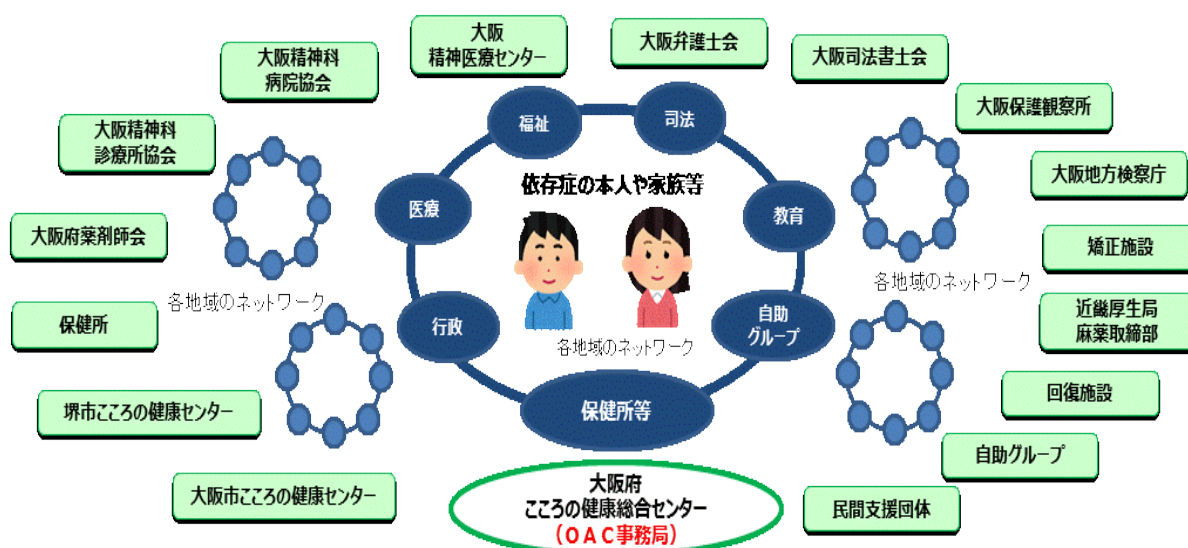 大阪
精神医療センター
大阪弁護士会
大阪精神科
病院協会
大阪司法書士会
大阪保護観察所
大阪精神科
診療所協会
福祉
司法
大阪地方検察庁
依存症の本人や家族等
医療
教育
大阪府薬剤師会
矯正施設
各地域のネットワーク
各地域のネットワーク
保健所
行政
自助
グループ
近畿厚生局
麻薬取締部
各地域のネットワーク
回復施設
堺市こころの健康センター
保健所等
自助グループ
大阪市こころの健康センター
大阪府
こころの健康総合センター
（ＯＡＣ事務局）
民間支援団体